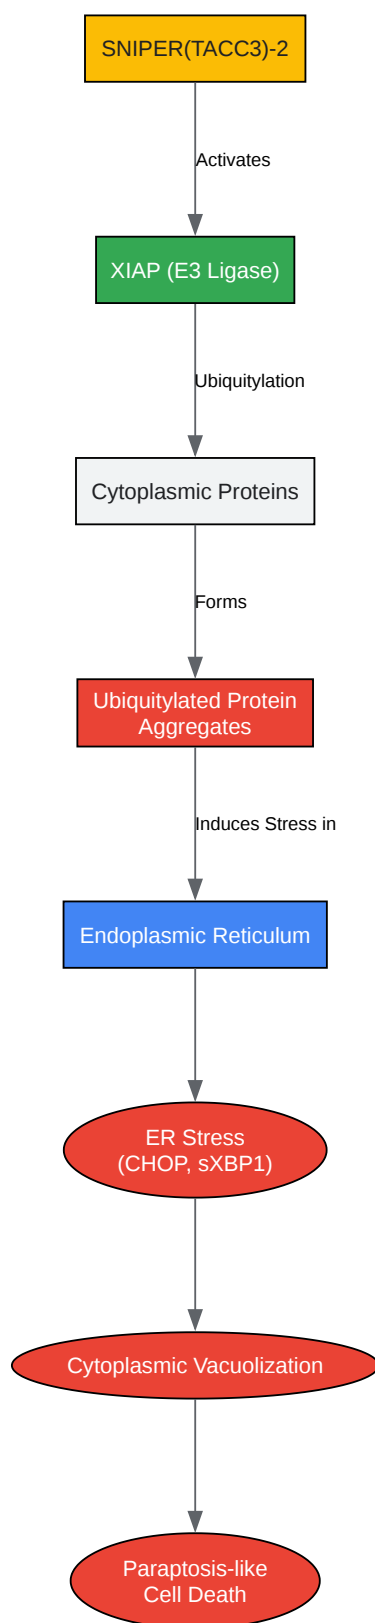 SNIPER(TACC3)-2
Activates
XIAP (E3 Ligase)
Ubiquitylation
Cytoplasmic Proteins
Forms
Ubiquitylated Protein
Aggregates
Induces Stress in
Endoplasmic Reticulum
ER Stress
(CHOP, sXBP1)
Cytoplasmic Vacuolization
Paraptosis-like
Cell Death